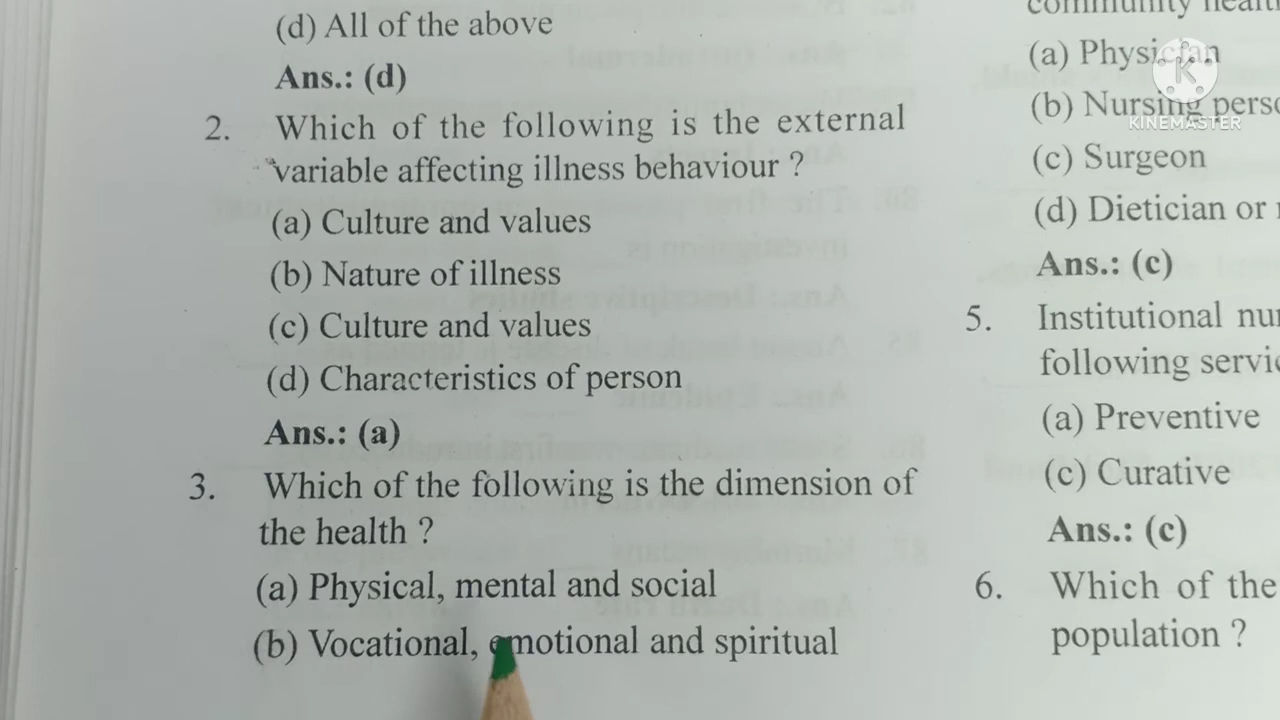 (d) All of the above
Ans.: (d)
2. Which of the following is the external
variable affecting illness behaviour ?
(a) Culture and values
(b) Nature of illness
(c) Culture and values
(d) Characteristics of person
Ans.: (a)
3. Which of the following is the dimension of
the health ?
(a) Physical, mental and social
(b) Vocational, emotional and spiritual
community
(a) Physician
(b) Nursing
(c) Surgeon
(d) Dietician or
Ans.: (c)
5. Institutional
following
(a) Preventive
(c) Curative
Ans.: (c)
6. Which of the
population ?
K
KINEMASTER